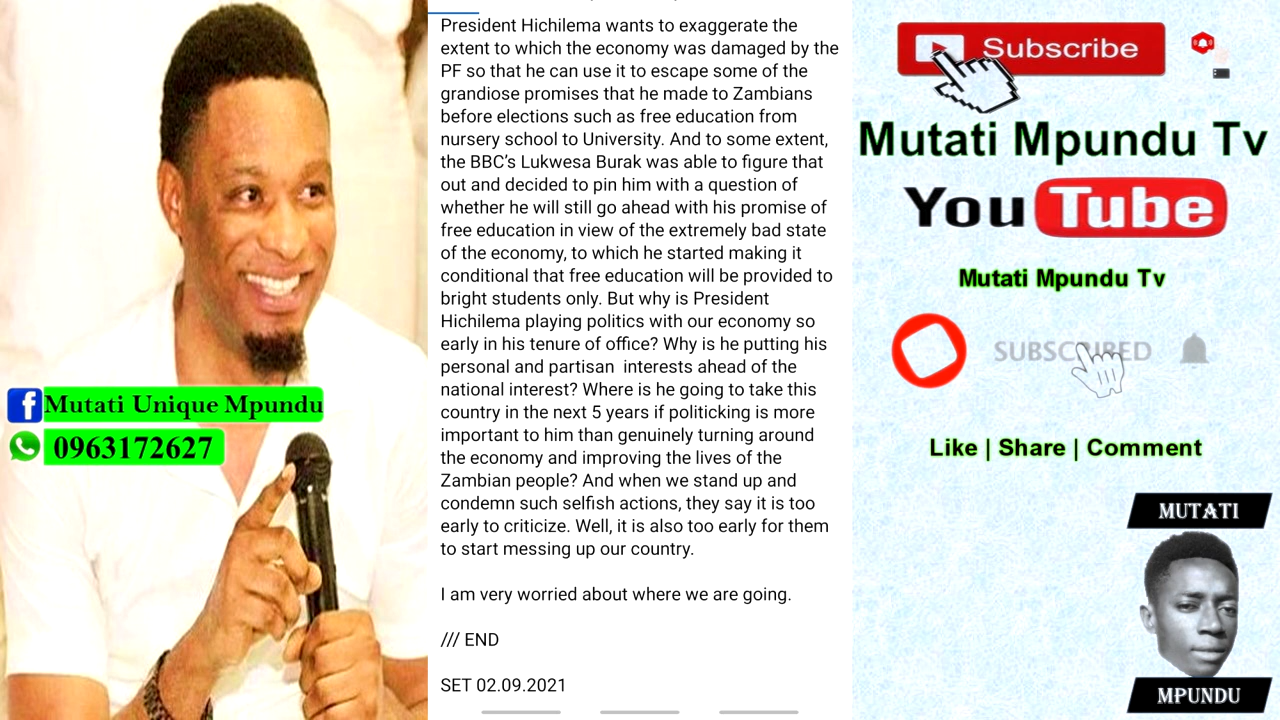 Mutati Unique Mpundu
0963172627
President Hichilema wants to exaggerate the
extent to which the economy was damaged by the
PF so that he can use it to escape some of the
grandiose promises that he made to Zambians
before elections such as free education from
nursery school to University. And to some extent,
the BBC's Lukwesa Burak was able to figure that
out and decided to pin him with a question of
whether he will still go ahead with his promise of
free education in view of the extremely bad state
of the economy, to which he started making it
conditional that free education will be provided to
bright students only. But why is President
Hichilema playing politics with our economy so
early in his tenure of office? Why is he putting his
personal and partisan  interests ahead of the
national interest? Where is he going to take this
country in the next 5 years if politicking is more
important to him than genuinely turning around
the economy and improving the lives of the
Zambian people? And when we stand up and
condemn such selfish actions, they say it is too
early to criticize. Well, it is also too early for them
to start messing up our country.
I am very worried about where we are going.
/// END
SET 02.09.2021
Subscribe
Mutati Mpundu Tv
You Tube
Mutati Mpundu Tv
SUBSCRIBED
Like | Share | Comment
MUTATI
MPUNDU